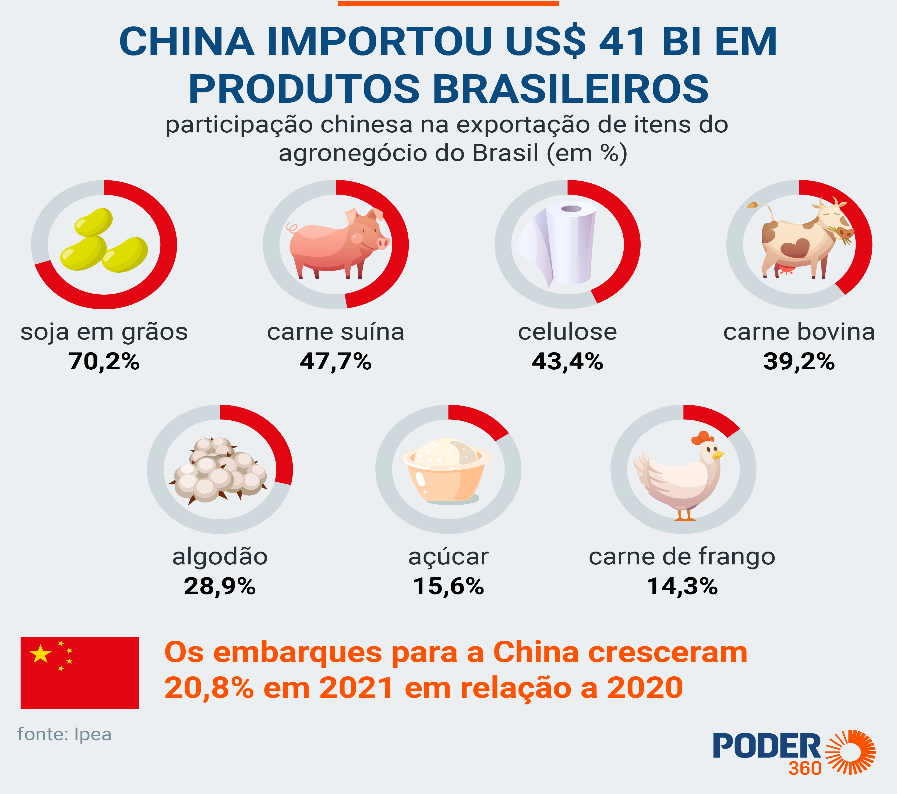 CHINA IMPORTOU US$ 41 BI EM
PRODUTOS BRASILEIROS
participação chinesa na exportação de itens do
agronegócio do Brasil (em %)
soja em grãos
70,2%
carne suína
47,7%
celulose
43,4%
carne bovina
39,2%
algodão
28,9%
açúcar
15,6%
carne de frango
14,3%
Os embarques para a China cresceram
20,8% em 2021 em relação a 2020
fonte: Ipea
PODER
360